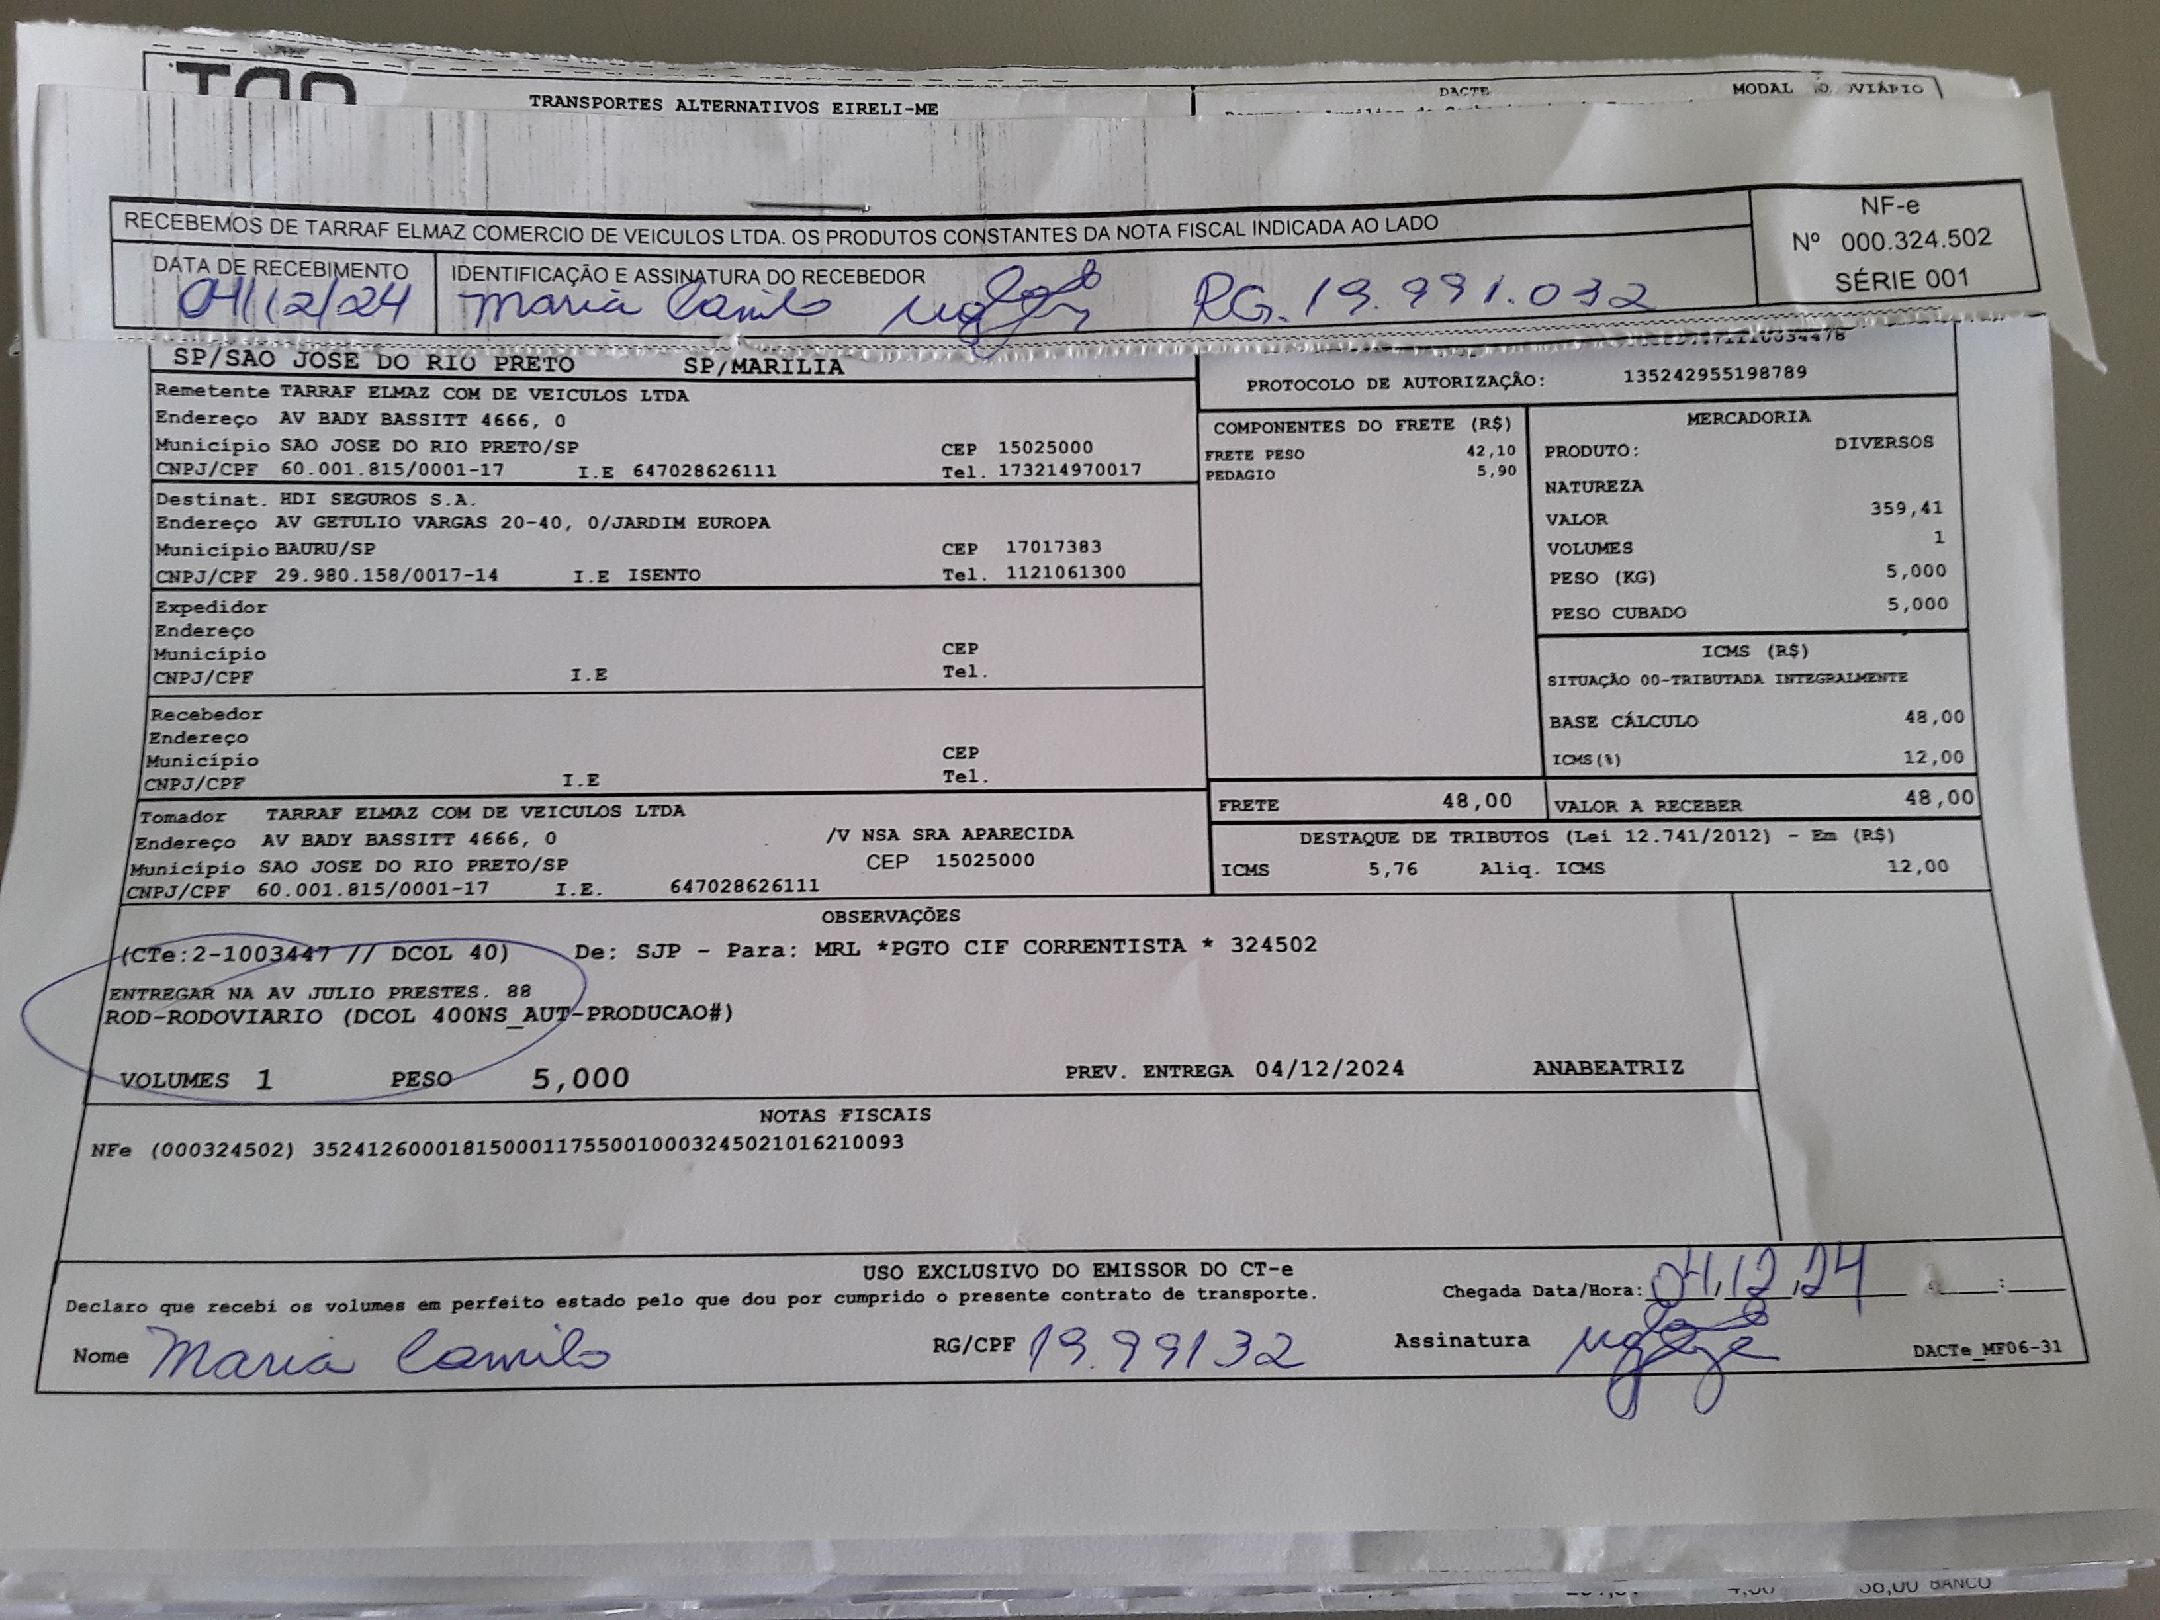 TRANSPORTES ALTERNATIVOS EIRELI-ME
DACTE
MODAL
RECEBEMOS DE TARRAF ELMAZ COMERCIO DE VEICULOS LTDA. OS PRODUTOS CONSTANTES DA NOTA FISCAL INDICADA AO LADO
NF-e
Nº 000.324.502
SÉRIE 001
DATA DE RECEBIMENTO
04/12/24
IDENTIFICAÇÃO E ASSINATURA DO RECEBEDOR
Maria Camilo RG. 19.991.032
SP/SAO JOSE DO RIO PRETO SP/MARILIA
Remetente TARRAF ELMAZ COM DE VEICULOS LTDA
Endereço AV BADY BASSITT 4666, 0
Município SAO JOSE DO RIO PRETO/SP CEP 15025000
CNPJ/CPF 60.001.815/0001-17 I.E 647028626111 Tel. 173214970017
Destinat. HDI SEGUROS S.A.
Endereço AV GETULIO VARGAS 20-40, 0/JARDIM EUROPA
Município BAURU/SP CEP 17017383
CNPJ/CPF 29.980.158/0017-14 I.E ISENTO Tel. 1121061300
Expedidor
Endereço
Município CEP
CNPJ/CPF I.E Tel.
Recebedor
Endereço
Município CEP
CNPJ/CPF I.E Tel.
Tomador TARRAF ELMAZ COM DE VEICULOS LTDA
Endereço AV BADY BASSITT 4666, 0 /V NSA SRA APARECIDA
Município SAO JOSE DO RIO PRETO/SP CEP 15025000
CNPJ/CPF 60.001.815/0001-17 I.E. 647028626111
PROTOCOLO DE AUTORIZAÇÃO: 135242955198789
COMPONENTES DO FRETE (R$)
FRETE PESO 42,10
PEDAGIO 5,90
MERCADORIA
PRODUTO: DIVERSOS
NATUREZA
VALOR 359,41
VOLUMES 1
PESO (KG) 5,000
PESO CUBADO 5,000
ICMS (R$)
SITUAÇÃO 00-TRIBUTADA INTEGRALMENTE
BASE CÁLCULO 48,00
ICMS(%) 12,00
FRETE 48,00 VALOR A RECEBER 48,00
DESTAQUE DE TRIBUTOS (Lei 12.741/2012) - Em (R$)
ICMS 5,76 Aliq. ICMS 12,00
OBSERVAÇÕES
(CTe:2-1003447 // DCOL 40) De: SJP - Para: MRL *PGTO CIF CORRENTISTA * 324502
ENTREGAR NA AV JULIO PRESTES. 88
ROD-RODOVIARIO (DCOL 400NS_AUT-PRODUCAO#)
VOLUMES 1 PESO 5,000 PREV. ENTREGA 04/12/2024 ANABEATRIZ
NOTAS FISCAIS
NFe (000324502) 35241260001815000117550010003245021016210093
USO EXCLUSIVO DO EMISSOR DO CT-e
Declaro que recebi os volumes em perfeito estado pelo que dou por cumprido o presente contrato de transporte. Chegada Data/Hora: 04/12/24
Nome Maria Camilo RG/CPF 19.99132 Assinatura DACTe_MF06-31